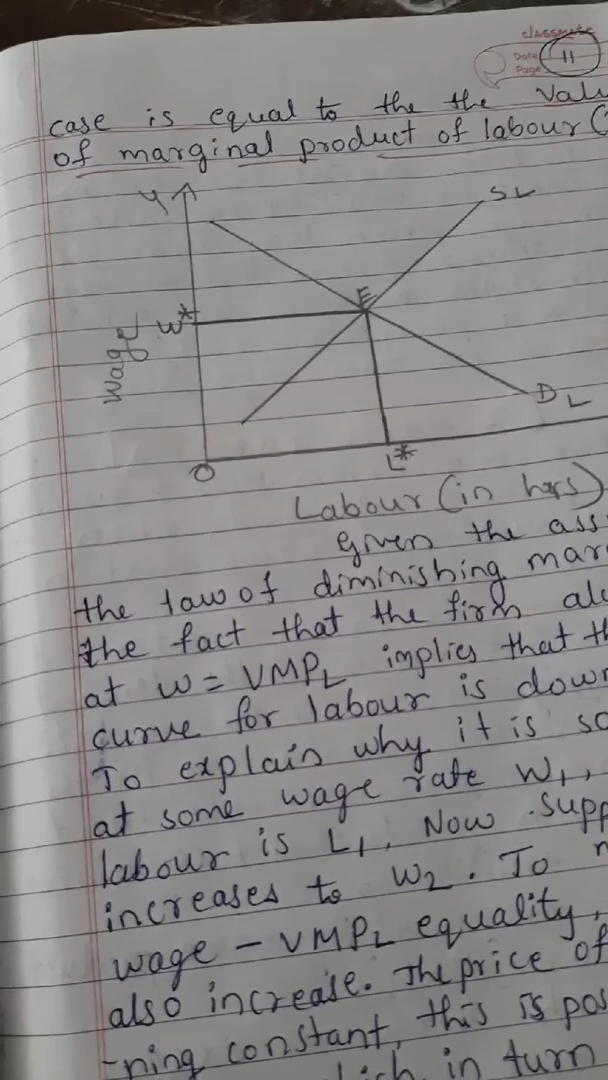 classmate
Date
Page 11
case is equal to the the Valu
of marginal product of labour (
Y
SL
E
W*
Wage
DL
O
L*
Labour (in hrs)
Given the ass
the law of diminishing mar
the fact that the firm al
at W = VMPL implies that th
curve for labour is down
To explain why it is so
at some wage rate W1,
labour is L1. Now supp
increases to W2. To
wage - VMPL equality,
also increase. The price of
-ning constant, this is pos
in turn